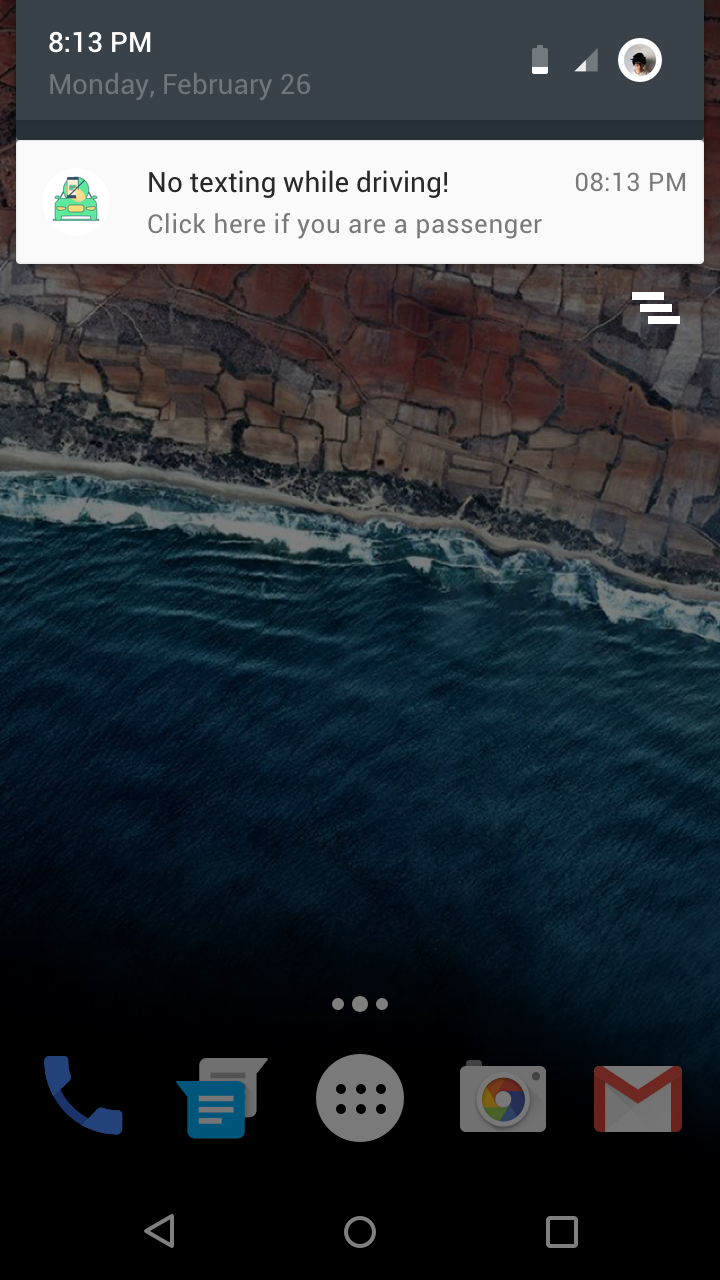 8:13 PM
Monday, February 26
No texting while driving!
08:13 PM
Click here if you are a passenger